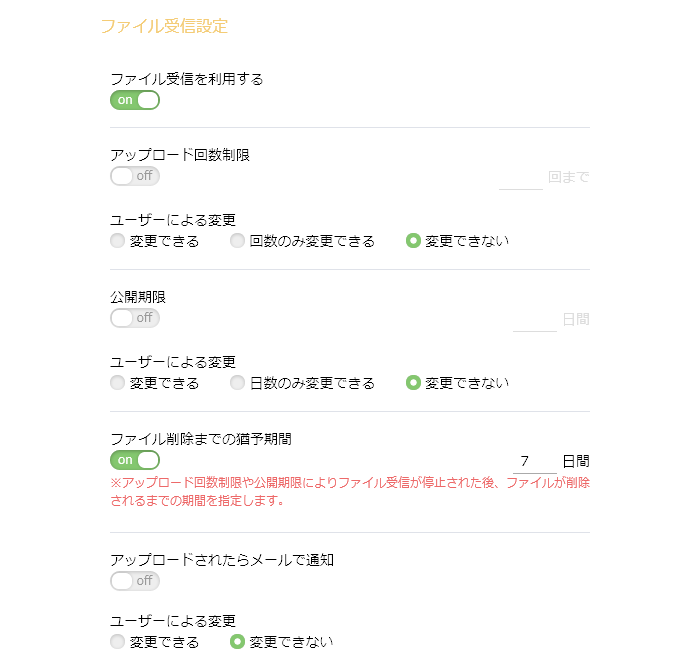 ファイル受信設定
ファイル受信を利用する
on
アップロード回数制限
off 回まで
ユーザーによる変更
変更できる 回数のみ変更できる 変更できない
公開期限
off 日間
ユーザーによる変更
変更できる 日数のみ変更できる 変更できない
ファイル削除までの猶予期間
on 7 日間
※アップロード回数制限や公開期限によりファイル受信が停止された後、ファイルが削除
されるまでの期間を指定します。
アップロードされたらメールで通知
off
ユーザーによる変更
変更できる 変更できない